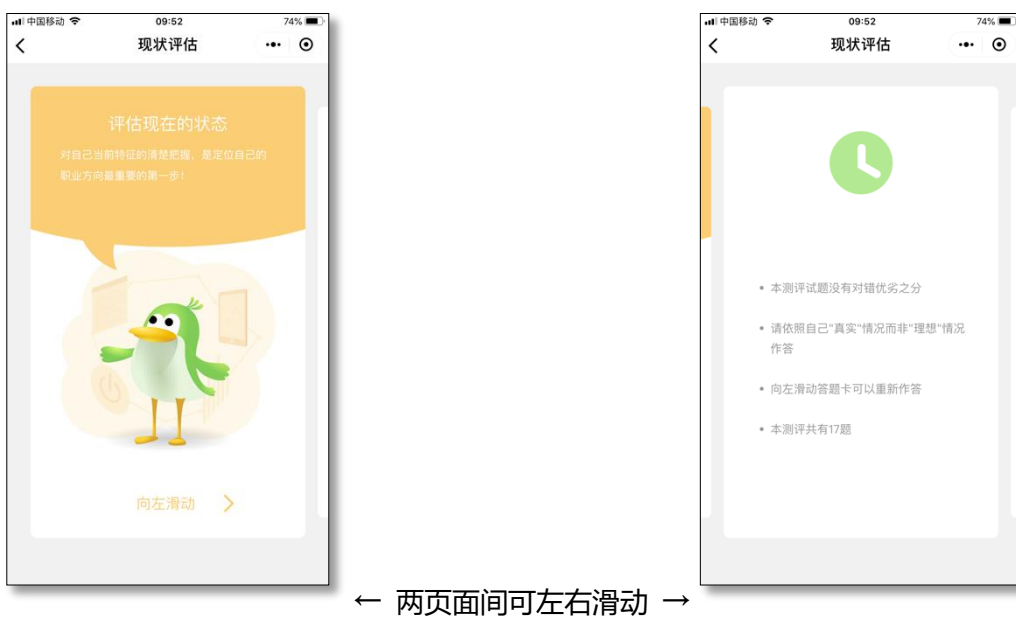 中国移动 09:52 74%
现状评估
评估现在的状态
对自己当前特征的清楚把握，是定位自己的
职业方向最重要的第一步！
向左滑动
中国移动 09:52 74%
现状评估
• 本测评试题没有对错优劣之分
• 请依照自己"真实"情况而非"理想"情况
作答
• 向左滑动答题卡可以重新作答
• 本测评共有17题
← 两页面间可左右滑动 →